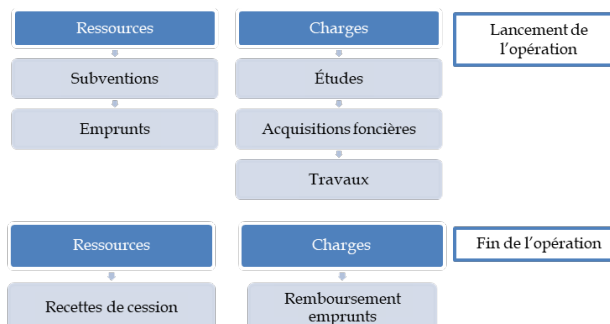 Ressources
Charges
Lancement de
l'opération
Subventions
Études
Emprunts
Acquisitions foncières
Travaux
Ressources
Charges
Fin de l'opération
Recettes de cession
Remboursement
emprunts